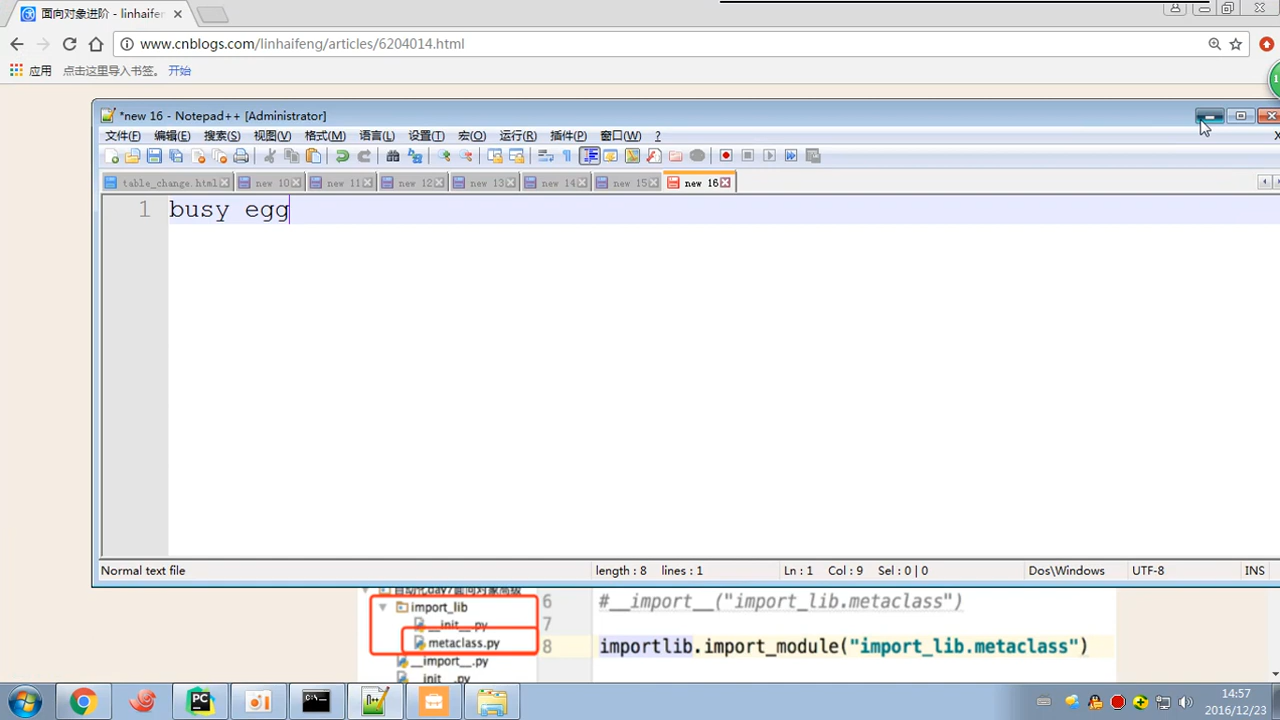 面向对象进阶 - linhaifen
www.cnblogs.com/linhaifeng/articles/6204014.html
应用 点击这里导入书签。 开始
*new 16 - Notepad++ [Administrator]
文件(F) 编辑(E) 搜索(S) 视图(V) 格式(M) 语言(L) 设置(T) 宏(O) 运行(R) 插件(P) 窗口(W) ?
table_change.html new 10 new 11 new 12 new 13 new 14 new 15 new 16
1 busy egg
Normal text file length : 8 lines : 1 Ln : 1 Col : 9 Sel : 0 | 0 Dos\Windows UTF-8 INS
import_lib
__init__.py
metaclass.py
__import__.py
init__.py
6 #__import__("import_lib.metaclass")
7
8 importlib.import_module("import_lib.metaclass")
14:57
2016/12/23